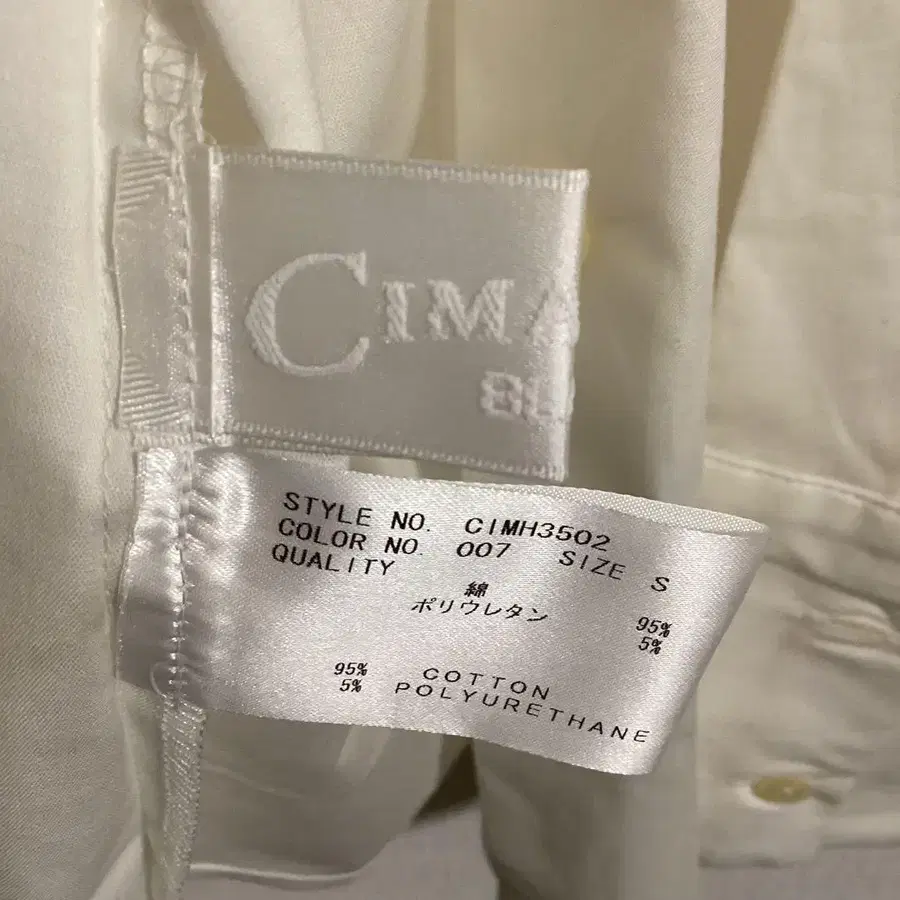 CIMA
BL
STYLE NO. CIMH3502
COLOR NO. 007 SIZE S
QUALITY
綿 95%
ポリウレタン 5%
95% COTTON
5% POLYURETHANE